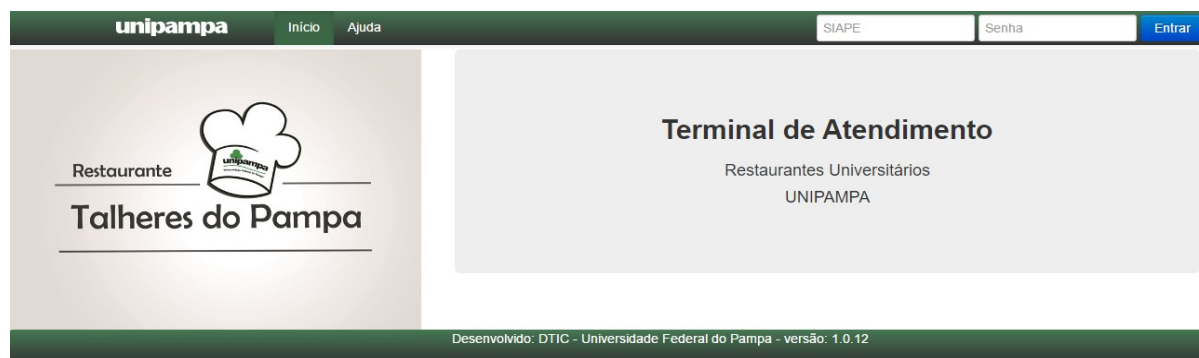 unipampa Início Ajuda SIAPE Senha Entrar
Restaurante
unipampa
Talheres do Pampa
Terminal de Atendimento
Restaurantes Universitários
UNIPAMPA
Desenvolvido: DTIC - Universidade Federal do Pampa - versão: 1.0.12